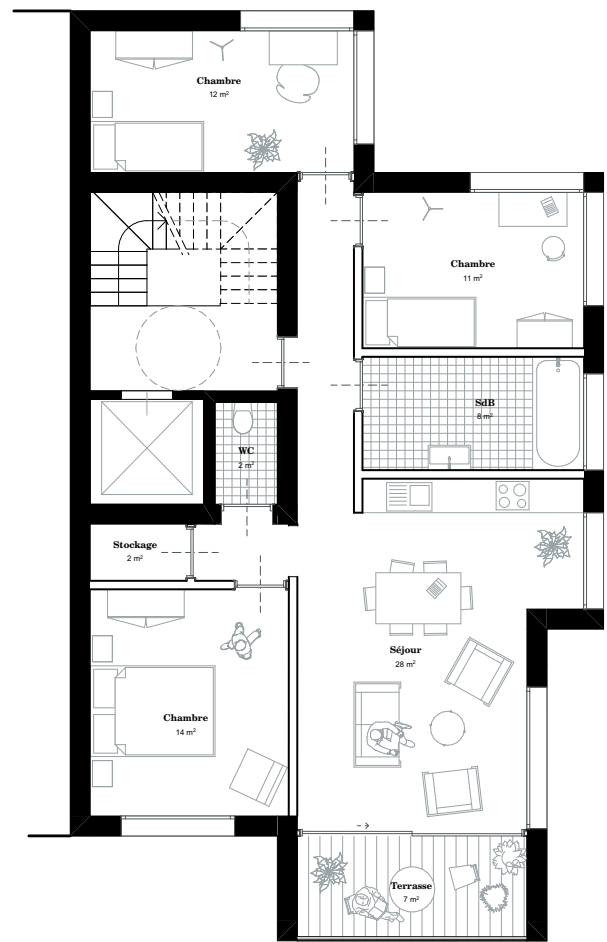 Chambre
12 m²
Chambre
11 m²
SdB
8 m²
WC
2 m²
Stockage
2 m²
Séjour
28 m²
Chambre
14 m²
Terrasse
7 m²